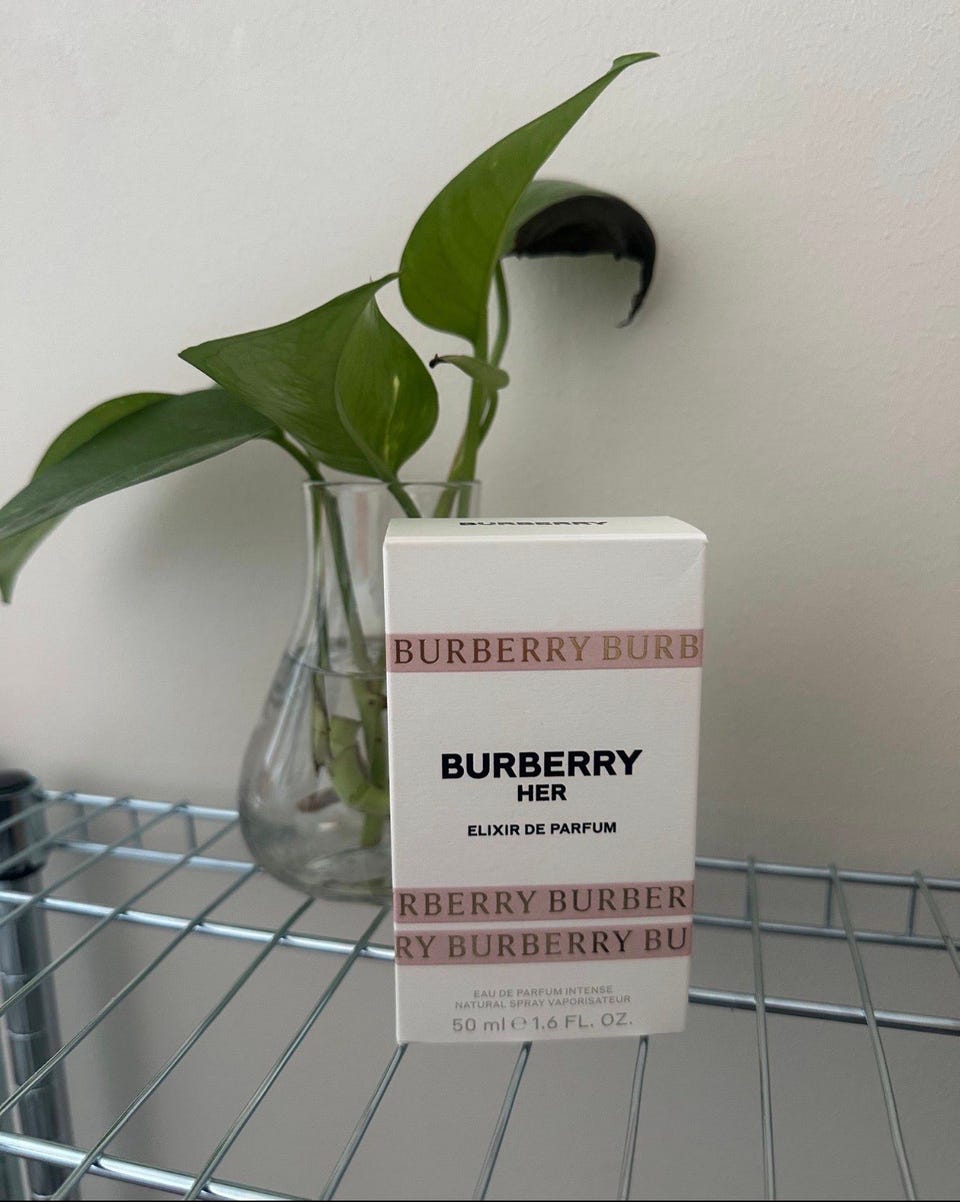 BURBERRY
BURBERRY BURB
BURBERRY
HER
ELIXIR DE PARFUM
RBERRY BURBER
RY BURBERRY BU
EAU DE PARFUM INTENSE
NATURAL SPRAY VAPORISATEUR
50 ml ℮ 1.6 FL. OZ.